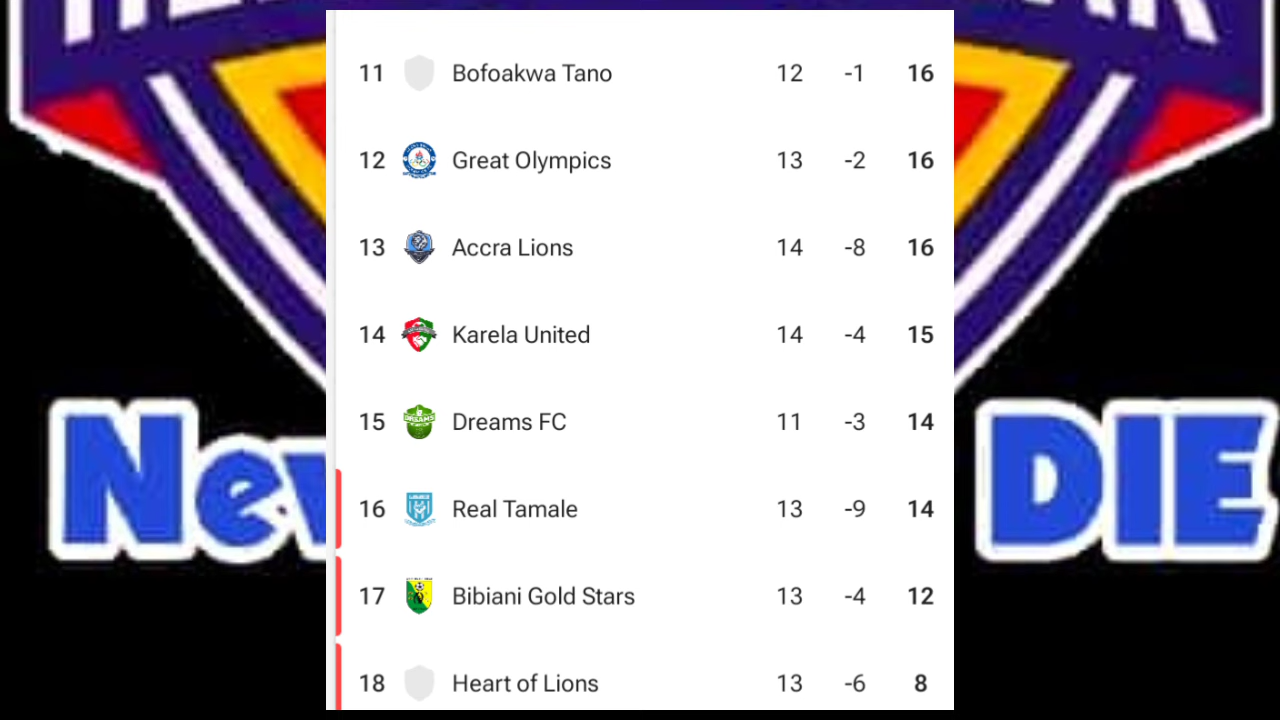 11 Bofoakwa Tano 12 -1 16
12 Great Olympics 13 -2 16
13 Accra Lions 14 -8 16
14 Karela United 14 -4 15
15 Dreams FC 11 -3 14
16 Real Tamale 13 -9 14
17 Bibiani Gold Stars 13 -4 12
18 Heart of Lions 13 -6 8
DIE